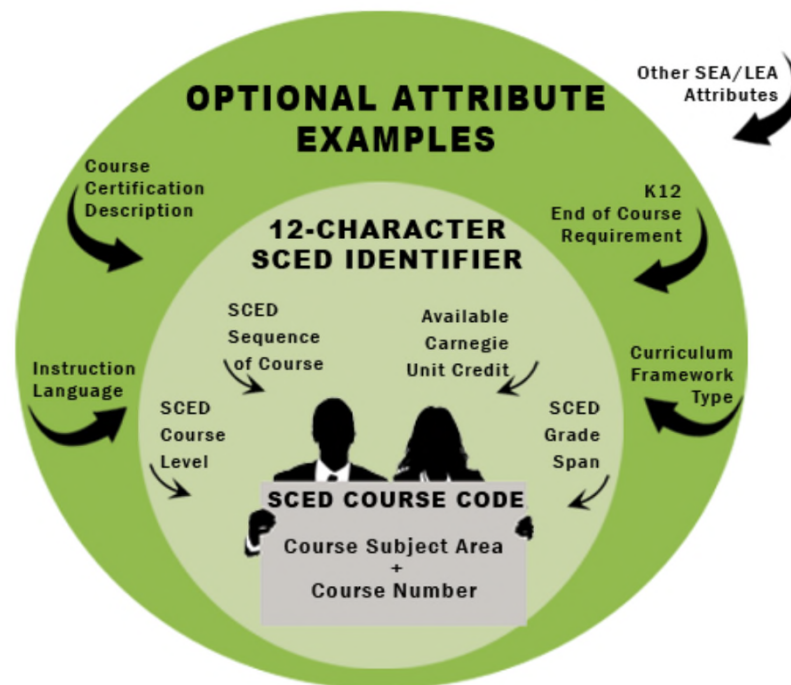 OPTIONAL ATTRIBUTE
EXAMPLES
Other SEA/LEA
Attributes
Course
Certification
Description
K12
End of Course
Requirement
12-CHARACTER
SCED IDENTIFIER
SCED
Sequence
of Course
Available
Carnegie
Unit Credit
Instruction
Language
Curriculum
Framework
Type
SCED
Course
Level
SCED
Grade
Span
SCED COURSE CODE
Course Subject Area
+
Course Number